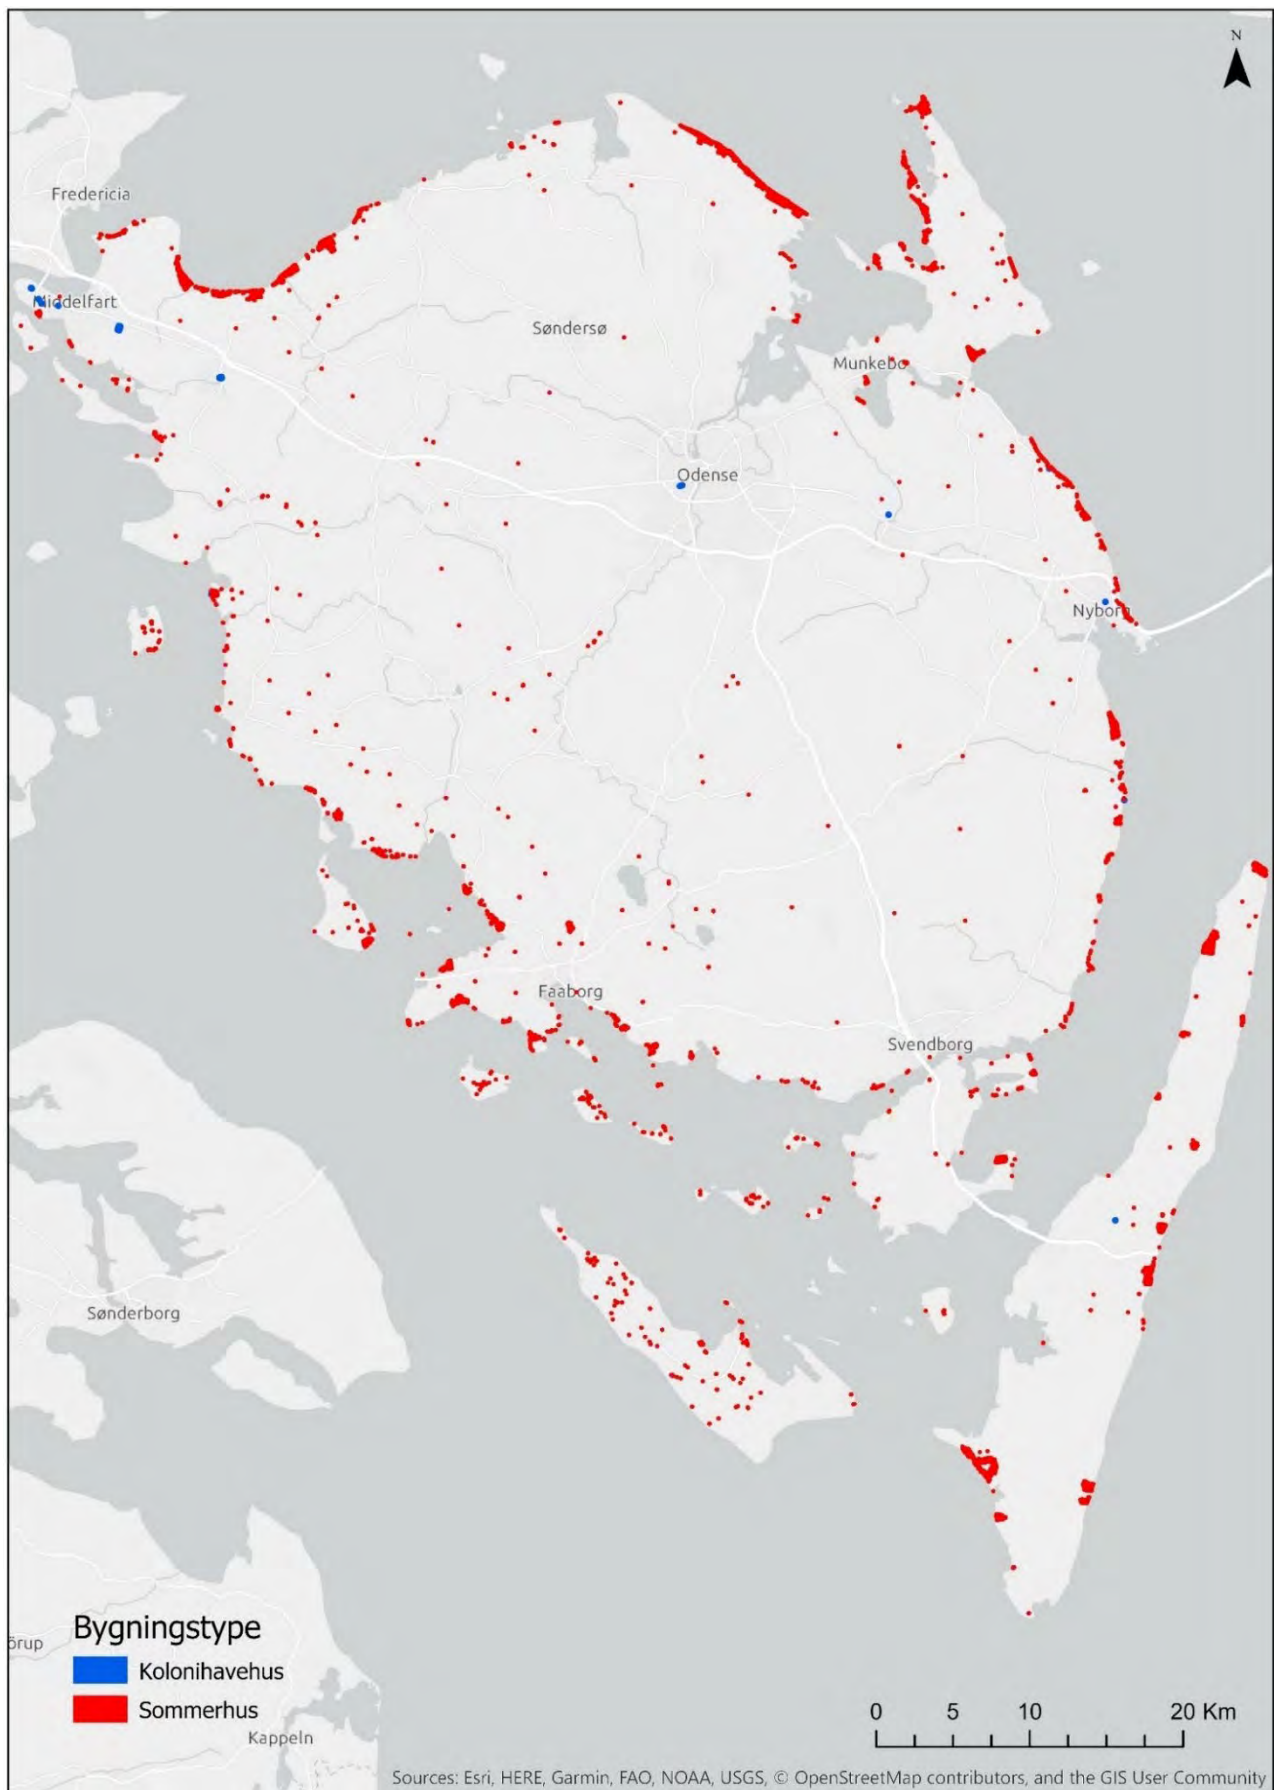 N
Fredericia
Middelfart
Søndersø
Munkebo
Odense
Nyborg
Faaborg
Svendborg
Sønderborg
Bygningstype
örup
Kolonihavehus
Sommerhus
0 5 10 20 Km
Kappeln
Sources: Esri, HERE, Garmin, FAO, NOAA, USGS, © OpenStreetMap contributors, and the GIS User Community